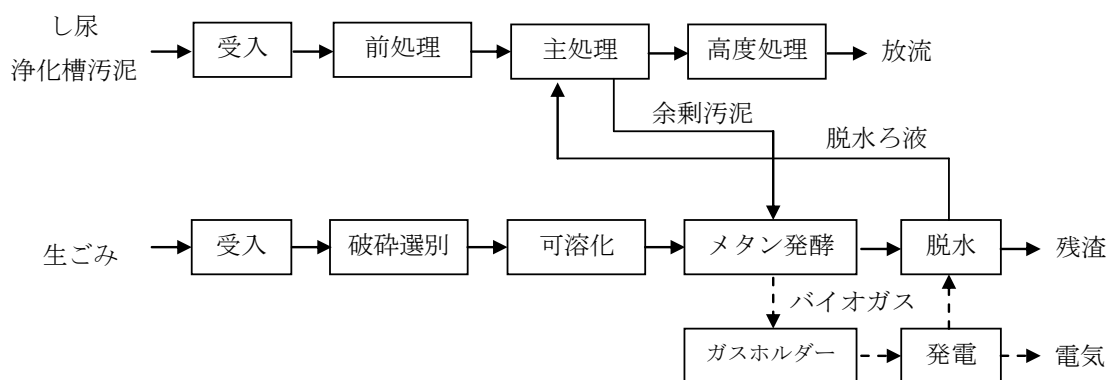 し尿
浄化槽汚泥
受入
前処理
主処理
高度処理
放流
余剰汚泥
脱水ろ液
生ごみ
受入
破砕選別
可溶化
メタン発酵
脱水
残渣
バイオガス
ガスホルダー
発電
電気